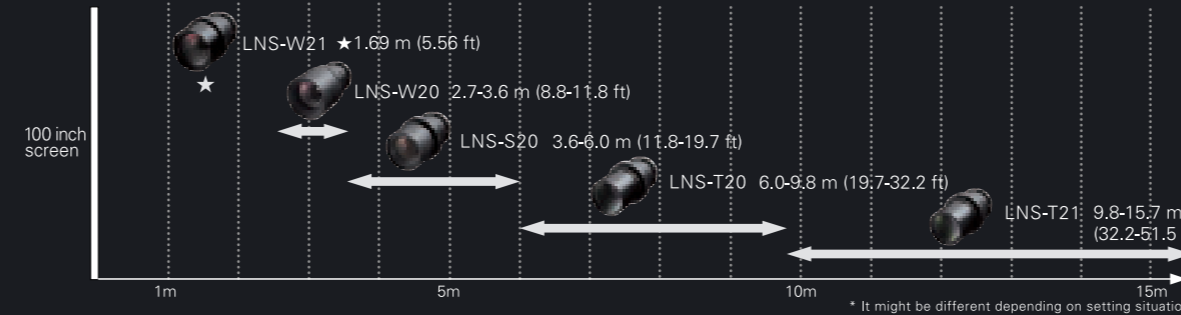 LNS-W21 ★1.69 m (5.56 ft)
★
LNS-W20 2.7-3.6 m (8.8-11.8 ft)
100 inch
screen
LNS-S20 3.6-6.0 m (11.8-19.7 ft)
LNS-T20 6.0-9.8 m (19.7-32.2 ft)
LNS-T21 9.8-15.7 m
(32.2-51.5
1m
5m
10m
15m
* It might be different depending on setting situatio